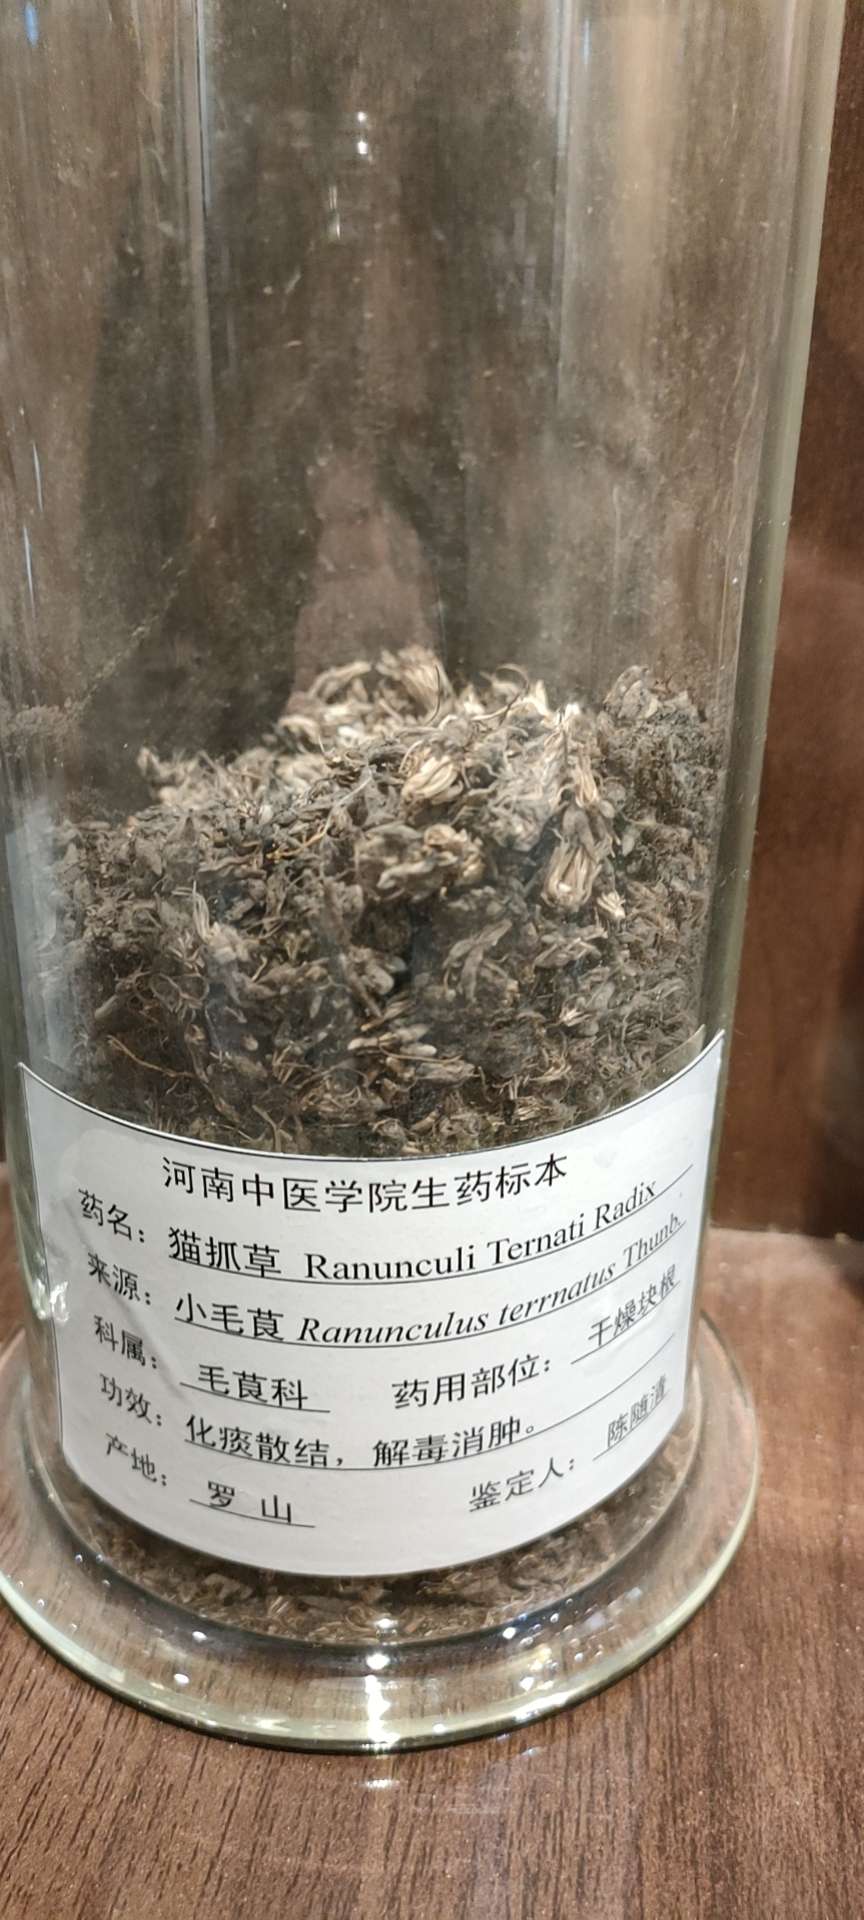 河南中医学院生药标本
药名：猫抓草 Ranunculi Ternati Radix
来源：小毛茛 Ranunculus terrnatus Thunb.
科属：毛茛科 药用部位：干燥块根
功效：化痰散结，解毒消肿。
产地：罗 山 鉴定人：陈随清